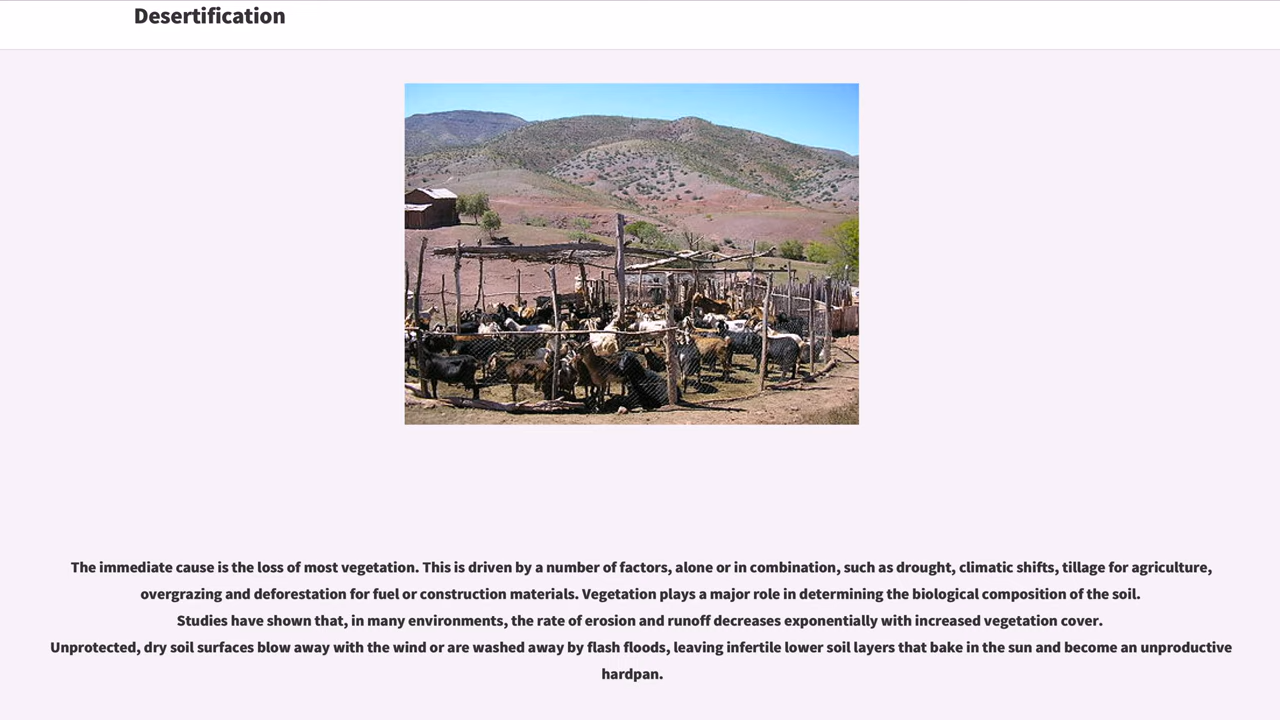 Desertification
The immediate cause is the loss of most vegetation. This is driven by a number of factors, alone or in combination, such as drought, climatic shifts, tillage for agriculture,
overgrazing and deforestation for fuel or construction materials. Vegetation plays a major role in determining the biological composition of the soil.
Studies have shown that, in many environments, the rate of erosion and runoff decreases exponentially with increased vegetation cover.
Unprotected, dry soil surfaces blow away with the wind or are washed away by flash floods, leaving infertile lower soil layers that bake in the sun and become an unproductive
hardpan.